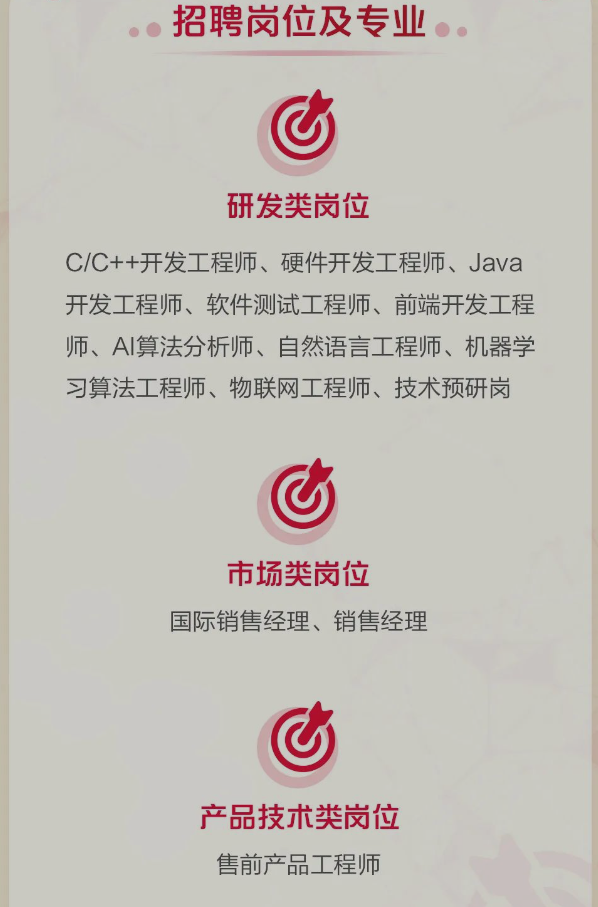 招聘岗位及专业
研发类岗位
C/C++开发工程师、硬件开发工程师、Java
开发工程师、软件测试工程师、前端开发工程
师、AI算法分析师、自然语言工程师、机器学
习算法工程师、物联网工程师、技术预研岗
市场类岗位
国际销售经理、销售经理
产品技术类岗位
售前产品工程师